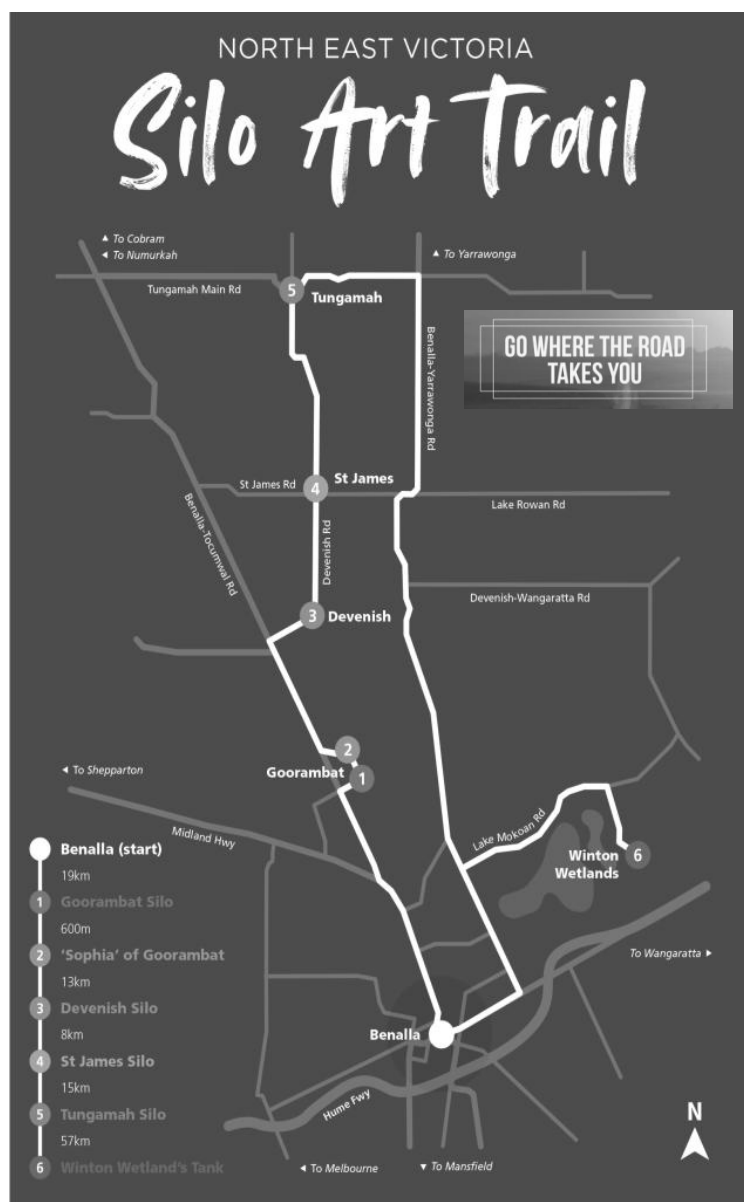 NORTH EAST VICTORIA
Silo Art Trail
▲ To Cobram
◄ To Numurkah
▲ To Yarrawonga
Tungamah Main Rd
5
Tungamah
GO WHERE THE ROAD
TAKES YOU
Benalla-Yarrawonga Rd
St James Rd
4
St James
Lake Rowan Rd
Benalla-Tocumwal Rd
Devenish Rd
Devenish-Wangaratta Rd
3
Devenish
2
Goorambat
1
◄ To Shepparton
Midland Hwy
Lake Mokoan Rd
Winton
Wetlands
6
To Wangaratta ►
Benalla
Hume Fwy
◄ To Melbourne
▼ To Mansfield
N
Benalla (start)
19km
1 Goorambat Silo
600m
2 'Sophia' of Goorambat
13km
3 Devenish Silo
8km
4 St James Silo
15km
5 Tungamah Silo
57km
6 Winton Wetland's Tank